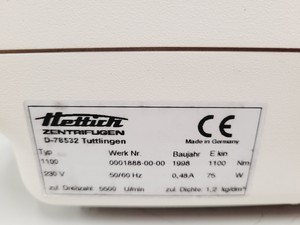 Hettich
ZENTRIFUGEN
D-78532 Tuttlingen
CE
Made in Germany
Typ Werk Nr. Baujahr E kin
1100 0001888-00-00 1998 1100 Nm
230 V 50/60 Hz 0,48A 75 W
zul. Drehzahl 5500 U/min zul. Dichte 1,2 kg/dm³